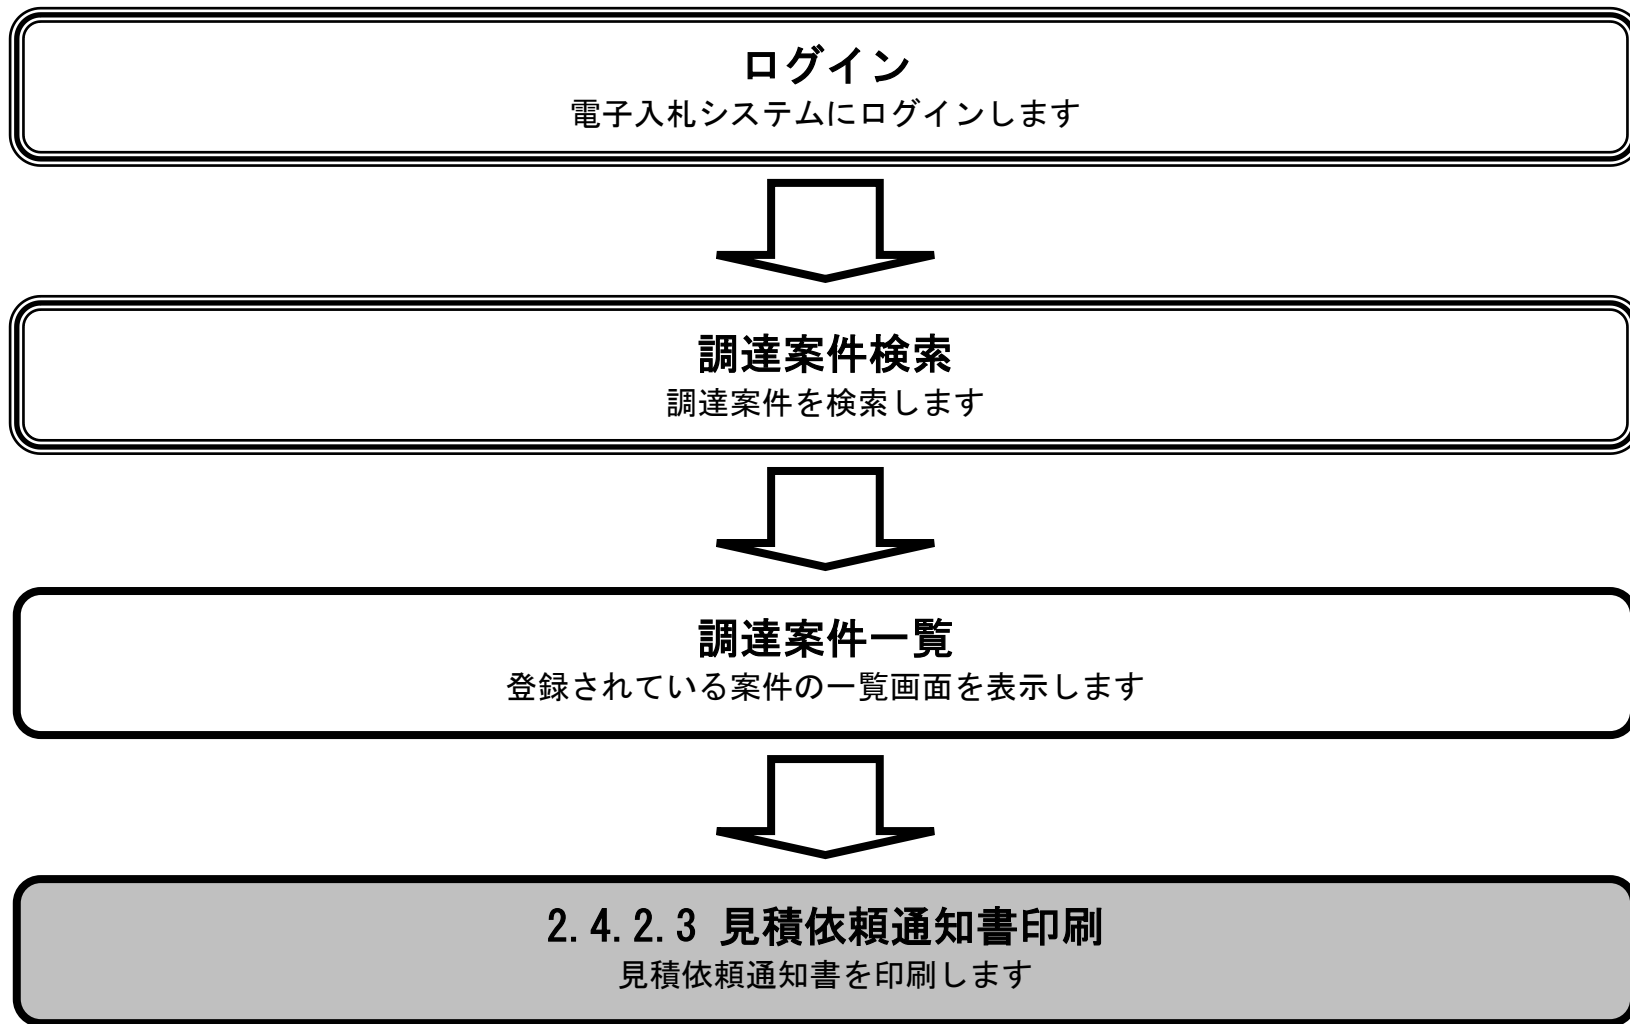 ログイン
電子入札システムにログインします
調達案件検索
調達案件を検索します
調達案件一覧
登録されている案件の一覧画面を表示します
2.4.2.3 見積依頼通知書印刷
見積依頼通知書を印刷します